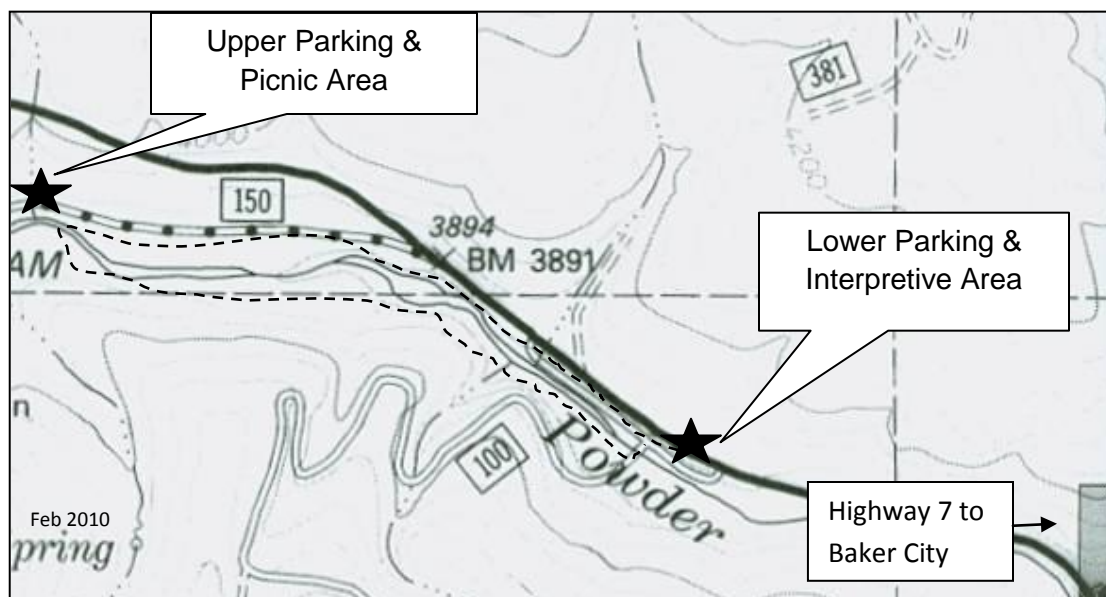 Upper Parking &
Picnic Area
381
4000
4200
150
3894
BM 3891
Lower Parking &
Interpretive Area
AM
n
100
Powder
Highway 7 to
Baker City
Feb 2010
pring